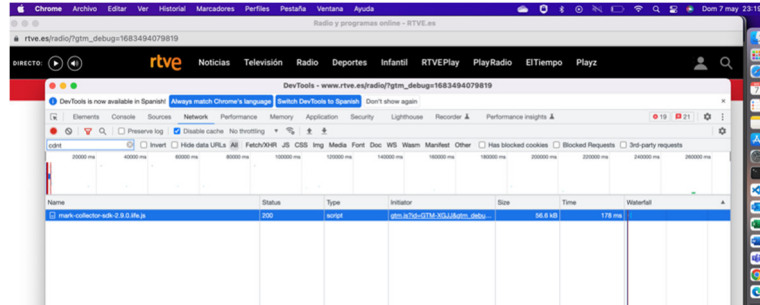 Chrome Archivo Editar Ver Historial Marcadores Perfiles Pestaña Ventana Ayuda Dom 7 may 23:19
Radio y programas online - RTVE.es
rtve.es/radio/?gtm_debug=1683494079819
DIRECTO: rtve Noticias Televisión Radio Deportes Infantil RTVEPlay PlayRadio ElTiempo Playz
DevTools - www.rtve.es/radio/?gtm_debug=1683494079819
DevTools is now available in Spanish! Always match Chrome's language Switch DevTools to Spanish Don't show again
Elements Console Sources Network Performance Memory Application Security Lighthouse Recorder Performance insights 19 21
Preserve log Disable cache No throttling
cdnt Invert Hide data URLs All Fetch/XHR JS CSS Img Media Font Doc WS Wasm Manifest Other Has blocked cookies Blocked Requests 3rd-party requests
20000 ms 40000 ms 60000 ms 80000 ms 100000 ms 120000 ms 140000 ms 160000 ms 180000 ms 200000 ms 220000 ms 240000 ms 260000 ms
Name Status Type Initiator Size Time Waterfall
mark-collector-sdk-2.9.0.iife.js 200 script gtm.js?id=GTM-XGJJ&gtm_debu... 56.6 kB 178 ms